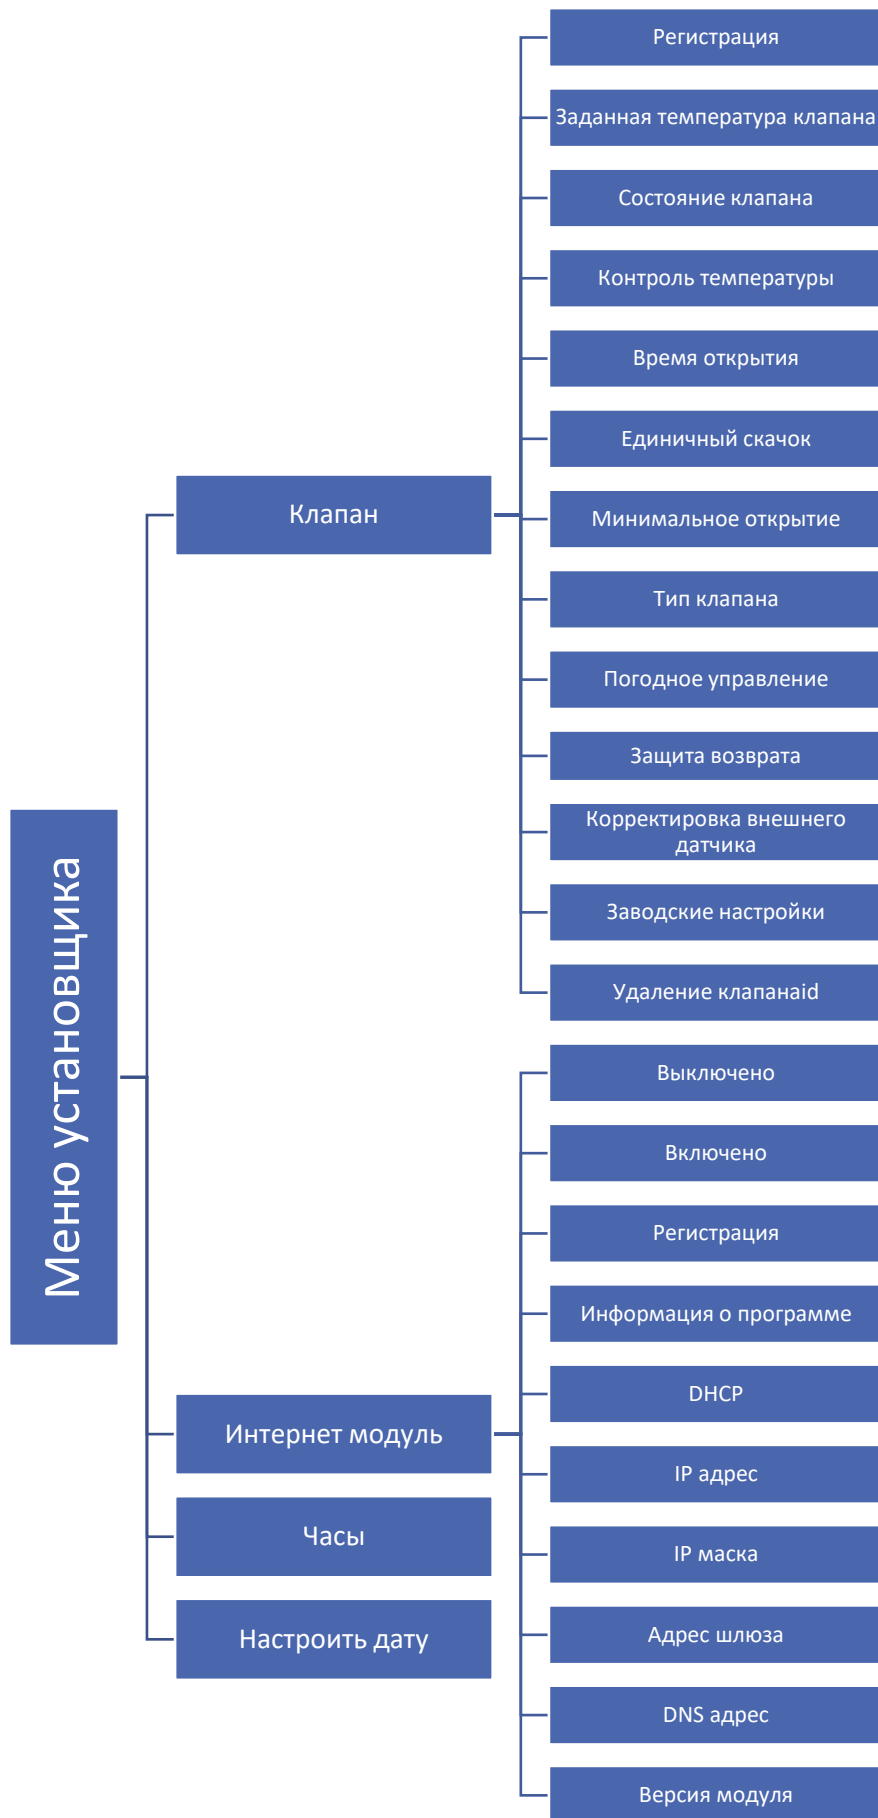 Меню установщика
Клапан
Регистрация
Заданная температура клапана
Состояние клапана
Контроль температуры
Время открытия
Единичный скачок
Минимальное открытие
Тип клапана
Погодное управление
Защита возврата
Корректировка внешнего
датчика
Заводские настройки
Удаление клапанаid
Интернет модуль
Выключено
Включено
Регистрация
Информация о программе
DHCP
IP адрес
IP маска
Адрес шлюза
DNS адрес
Версия модуля
Часы
Настроить дату